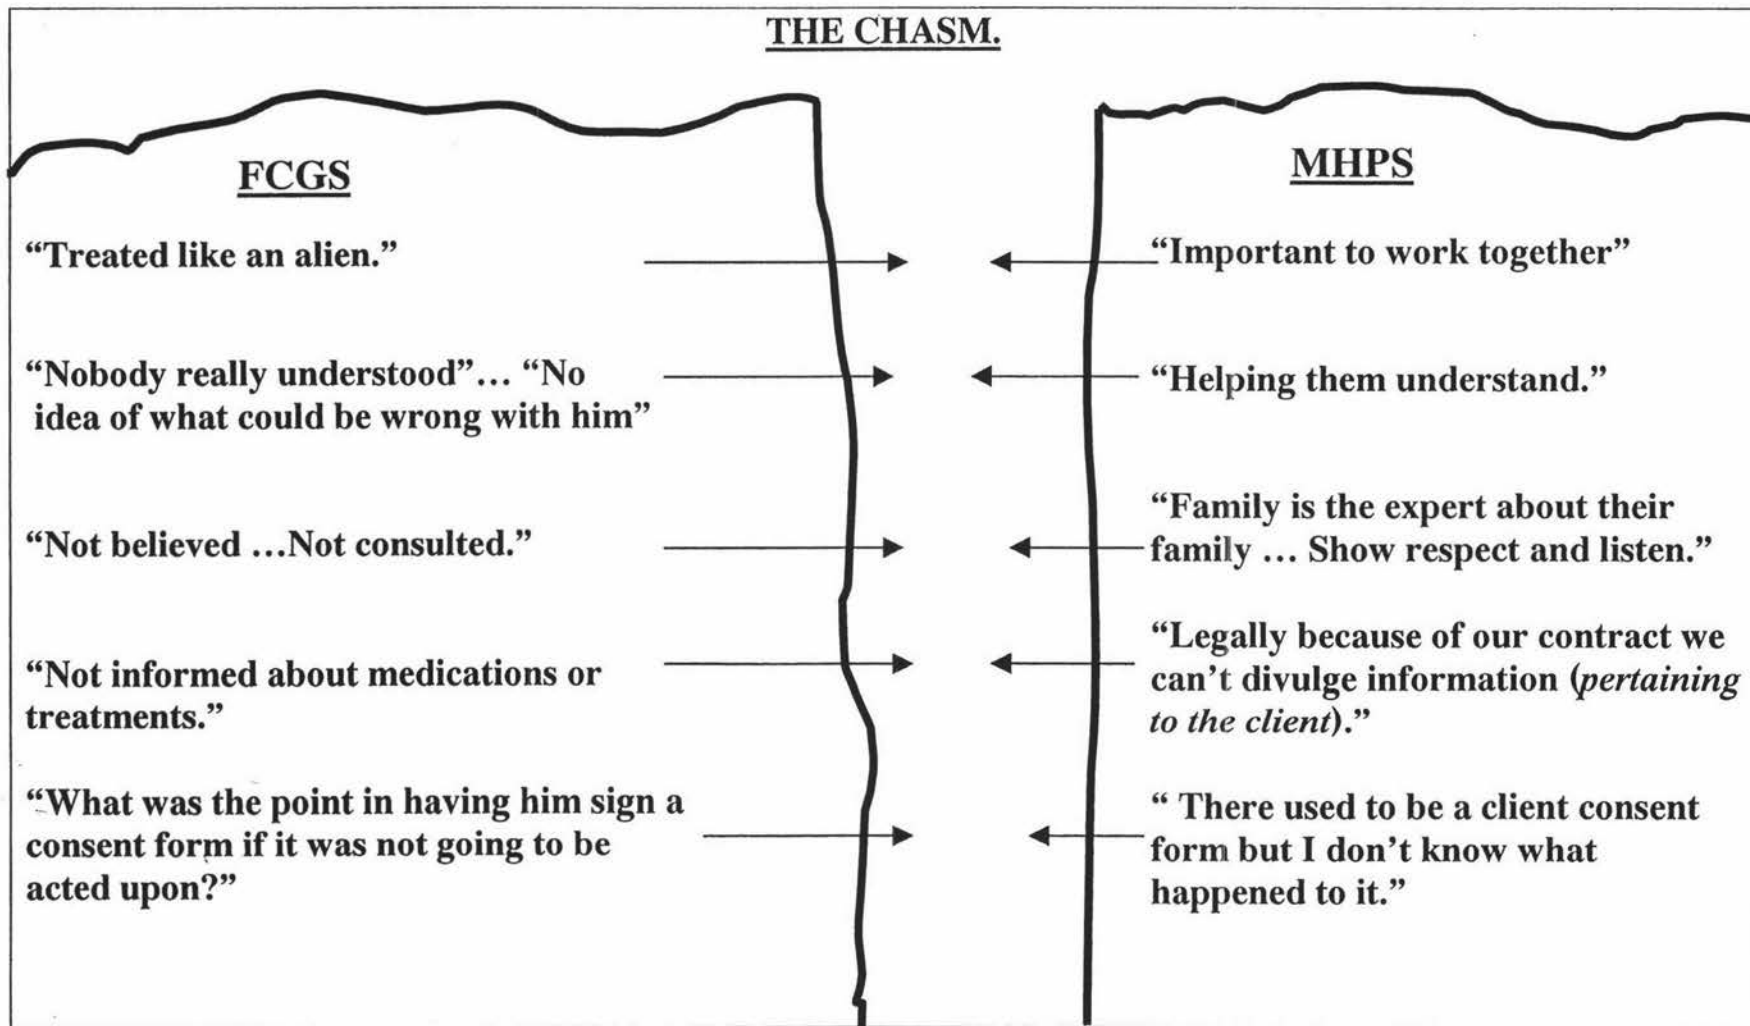 THE CHASM.
FCGS
“Treated like an alien.”
“Nobody really understood”… “No
idea of what could be wrong with him”
“Not believed …Not consulted.”
“Not informed about medications or
treatments.”
“What was the point in having him sign a
consent form if it was not going to be
acted upon?”
MHPS
“Important to work together”
“Helping them understand.”
“Family is the expert about their
family … Show respect and listen.”
“Legally because of our contract we
can’t divulge information (pertaining
to the client).”
“ There used to be a client consent
form but I don’t know what
happened to it.”